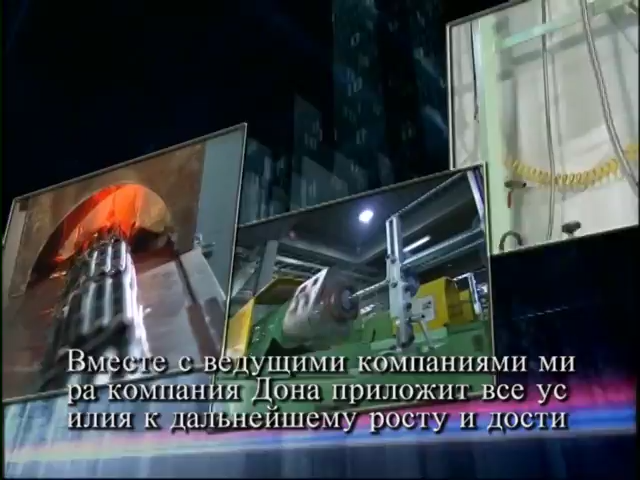 Вместе с ведущими компаниями ми
ра компания Дона приложит все ус
илия к дальнейшему росту и дости